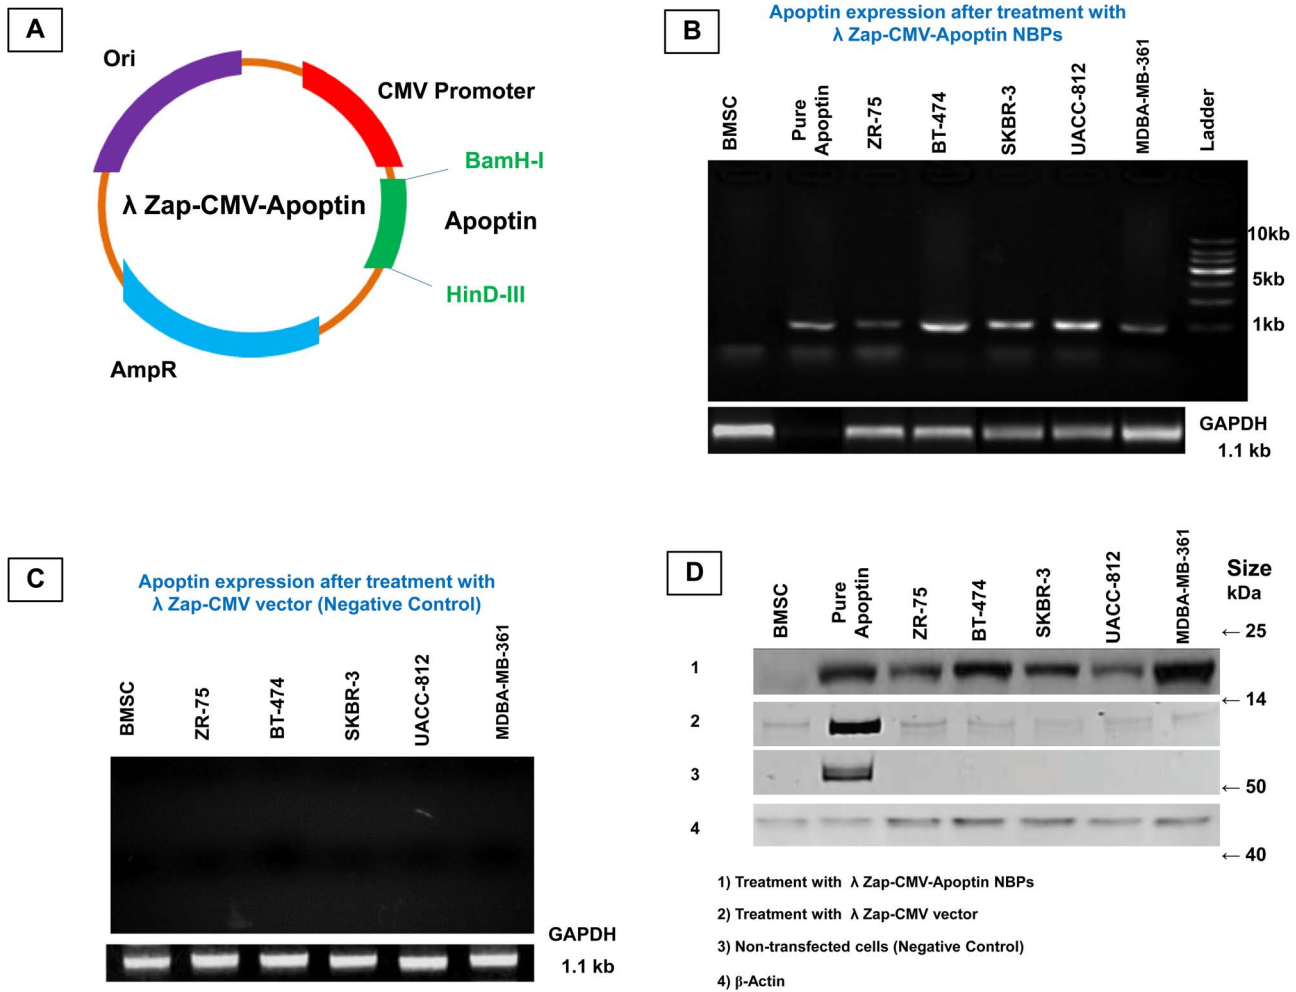 A
Ori
CMV Promoter
BamH-I
λ Zap-CMV-Apoptin
Apoptin
HinD-III
AmpR
B
Apoptin expression after treatment with
λ Zap-CMV-Apoptin NBPs
BMSC
Pure
Apoptin
ZR-75
BT-474
SKBR-3
UACC-812
MDBA-MB-361
Ladder
10kb
5kb
1kb
GAPDH
1.1 kb
C
Apoptin expression after treatment with
λ Zap-CMV vector (Negative Control)
BMSC
ZR-75
BT-474
SKBR-3
UACC-812
MDBA-MB-361
GAPDH
1.1 kb
D
BMSC
Pure
Apoptin
ZR-75
BT-474
SKBR-3
UACC-812
MDBA-MB-361
Size
kDa
← 25
1
← 14
2
3
← 50
4
← 40
1) Treatment with λ Zap-CMV-Apoptin NBPs
2) Treatment with λ Zap-CMV vector
3) Non-transfected cells (Negative Control)
4) β-Actin